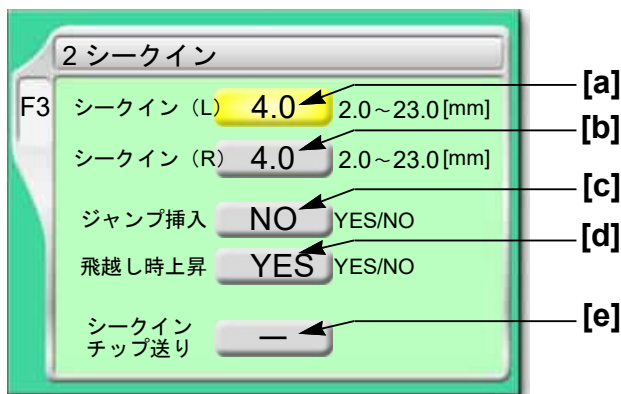 2 シークイン
F3
シークイン（L） 4.0 2.0～23.0[mm] [a]
シークイン（R） 4.0 2.0～23.0[mm] [b]
ジャンプ挿入 NO YES/NO [c]
飛越し時上昇 YES YES/NO [d]
シークイン
チップ送り － [e]